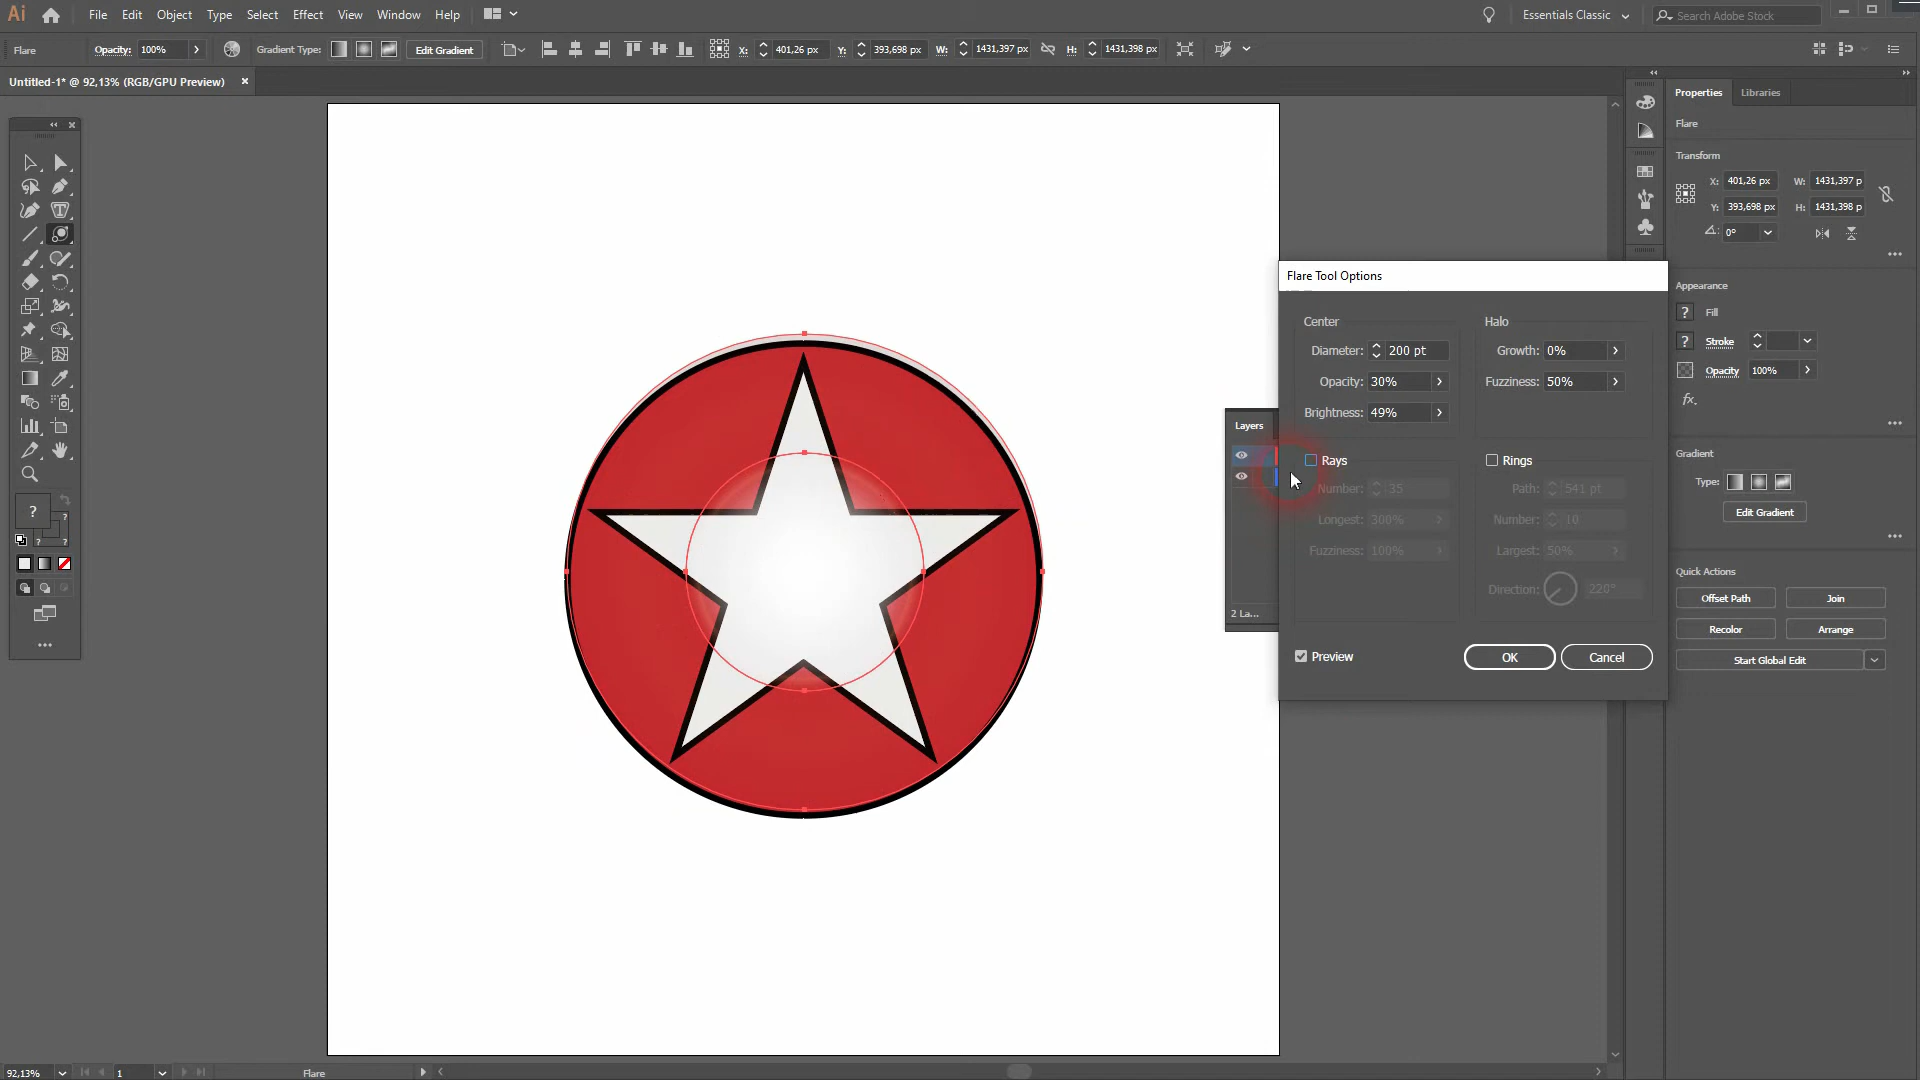 Ai File Edit Object Type Select Effect View Window Help Essentials Classic Search Adobe Stock
Flare Opacity: 100% Gradient Type: Edit Gradient X: 401,26 px Y: 393,698 px W: 1431,397 px H: 1431,398 px
Untitled-1* @ 92,13% (RGB/GPU Preview) ×
Properties Libraries
Flare
Transform
X: 401,26 px W: 1431,397 p
Y: 393,698 px H: 1431,398 p
0°
Appearance
? Fill
? Stroke
Opacity 100%
fx.
Gradient
Type:
Edit Gradient
Quick Actions
Offset Path Join
Recolor Arrange
Start Global Edit
Flare Tool Options
Center Halo
Diameter: 200 pt Growth: 0%
Opacity: 30% Fuzziness: 50%
Brightness: 49%
Rays Rings
Number: 35 Path: 541 pt
Longest: 300% Number: 10
Fuzziness: 100% Largest: 50%
Direction: 220°
Preview OK Cancel
Layers
2 La...
?
?
? ?
92,13% 1 Flare